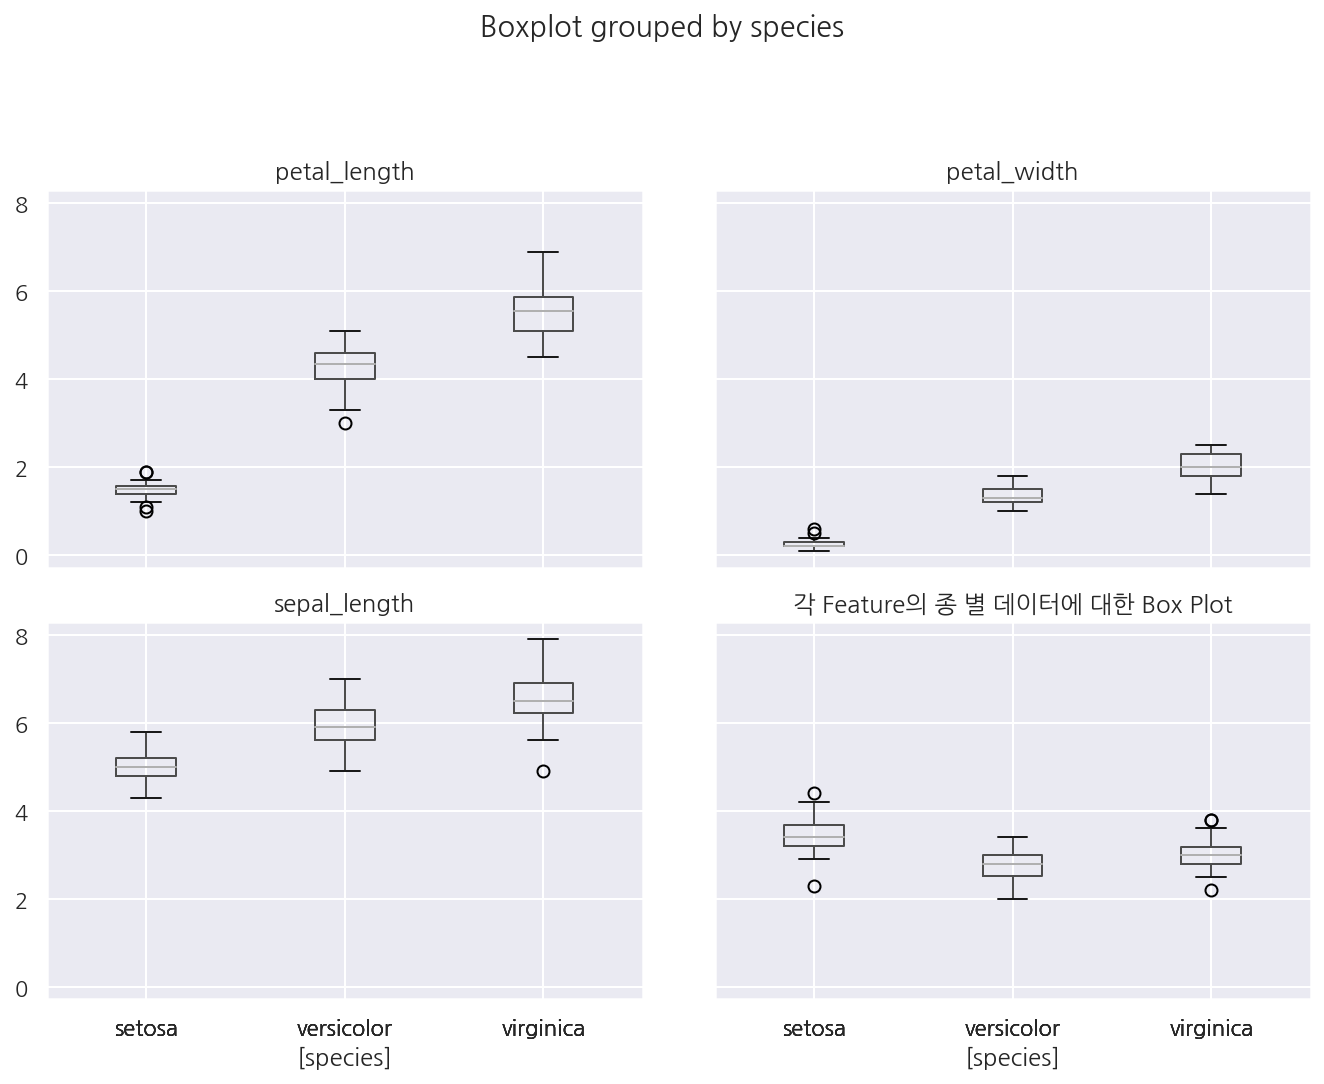 Boxplot grouped by species
petal_length
petal_width
8
6
4
2
0
sepal_length
각 Feature의 종 별 데이터에 대한 Box Plot
8
6
4
2
0
setosa versicolor virginica
[species]
setosa versicolor virginica
[species]